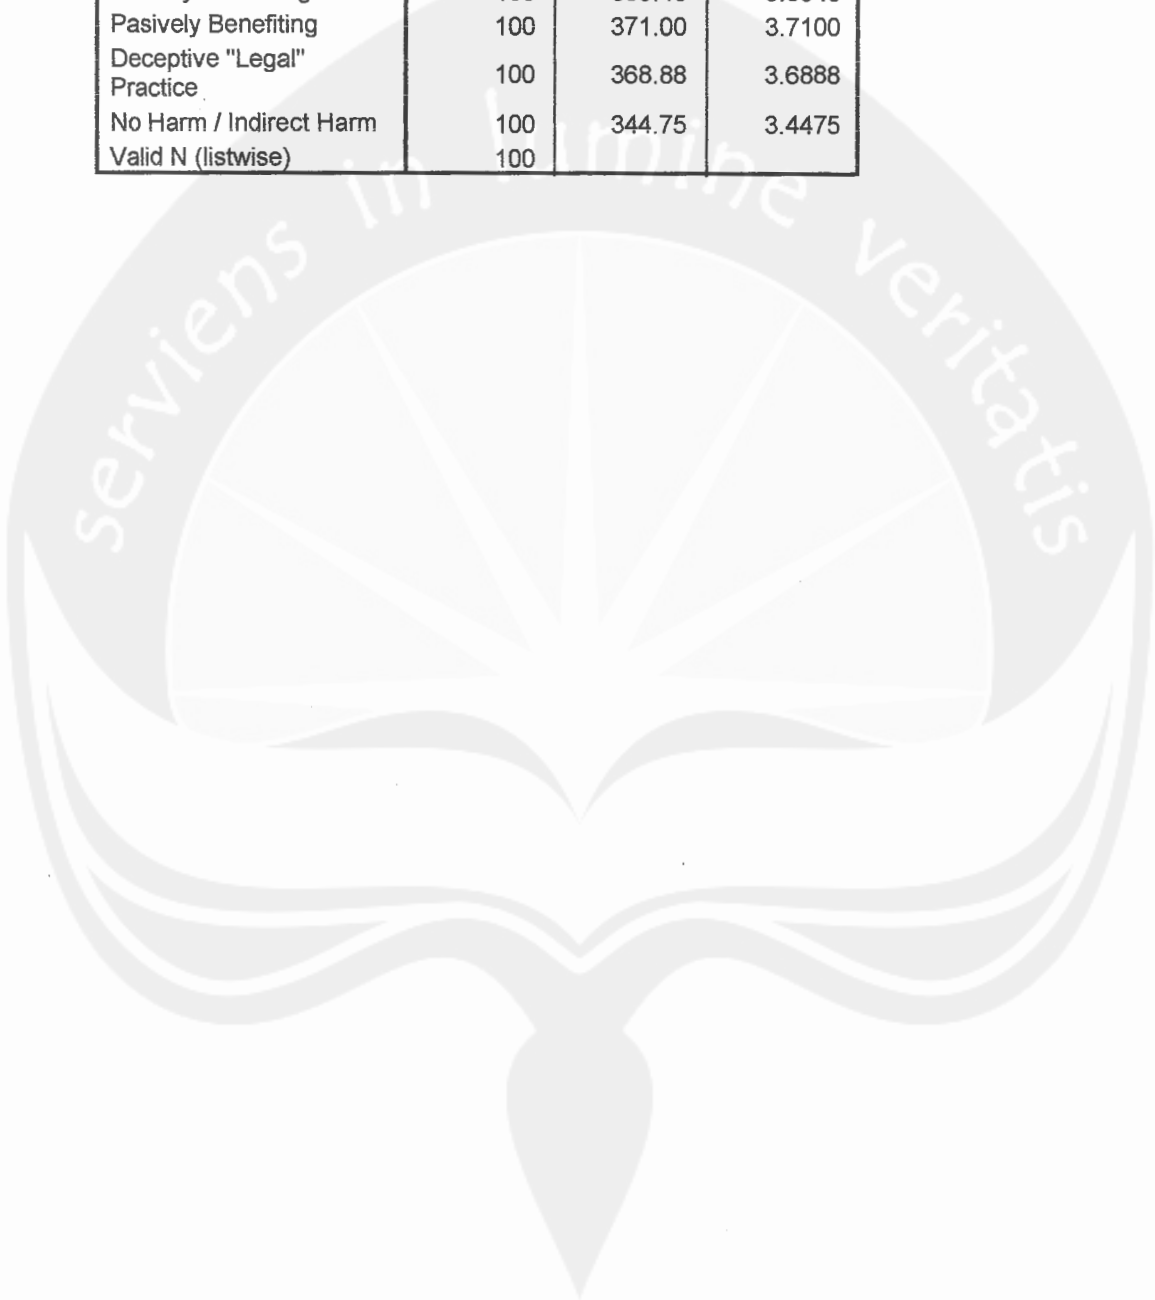 100
Pasively Benefiting 100 371.00 3.7100
Deceptive "Legal"
Practice 100 368.88 3.6888
No Harm / Indirect Harm 100 344.75 3.4475
Valid N (listwise) 100
serviens in lumine veritatis